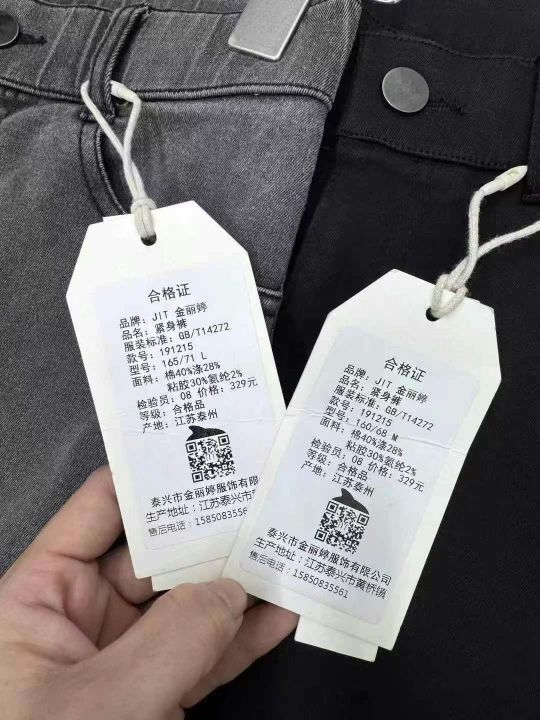 合格证
品牌: JIT 金丽婷
品名: 紧身裤
服装标准: GB/T14272
款号: 191215
型号: 165/71 L
面料: 棉40%涤28%
粘胶30%氨纶2%
检验员: 08 价格: 329元
等级: 合格品
产地: 江苏泰州
泰兴市金丽婷服饰有限
生产地址: 江苏泰兴市黄
售后电话: 1585083556
合格证
品牌: JIT 金丽婷
品名: 紧身裤
服装标准: GB/T14272
款号: 191215
型号: 160/68 M
面料: 棉40%涤28%
粘胶30%氨纶2%
检验员: 08 价格: 329元
等级: 合格品
产地: 江苏泰州
泰兴市金丽婷服饰有限公司
生产地址: 江苏泰兴市黄桥镇
售后电话: 15850835561